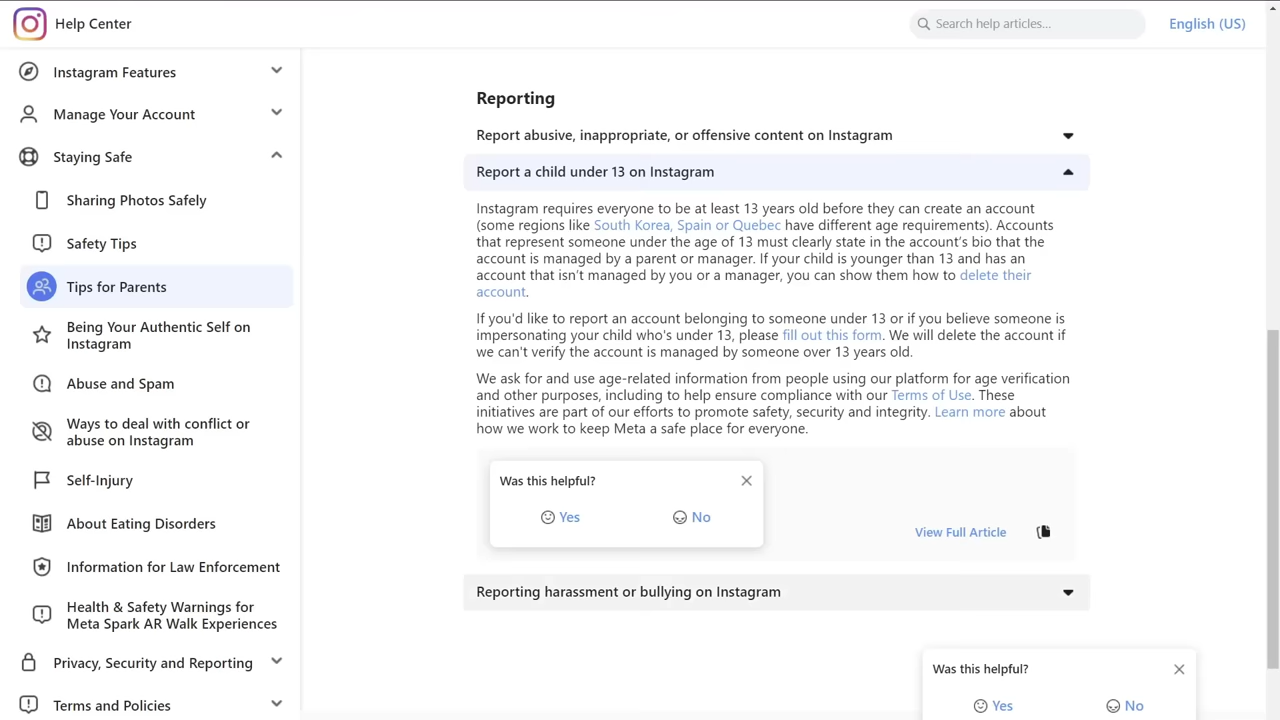 Help Center
Search help articles...
English (US)
Instagram Features
Manage Your Account
Staying Safe
Sharing Photos Safely
Safety Tips
Tips for Parents
Being Your Authentic Self on
Instagram
Abuse and Spam
Ways to deal with conflict or
abuse on Instagram
Self-Injury
About Eating Disorders
Information for Law Enforcement
Health & Safety Warnings for
Meta Spark AR Walk Experiences
Privacy, Security and Reporting
Terms and Policies
Reporting
Report abusive, inappropriate, or offensive content on Instagram
Report a child under 13 on Instagram
Instagram requires everyone to be at least 13 years old before they can create an account
(some regions like South Korea, Spain or Quebec have different age requirements). Accounts
that represent someone under the age of 13 must clearly state in the account’s bio that the
account is managed by a parent or manager. If your child is younger than 13 and has an
account that isn’t managed by you or a manager, you can show them how to delete their
account.
If you'd like to report an account belonging to someone under 13 or if you believe someone is
impersonating your child who's under 13, please fill out this form. We will delete the account if
we can't verify the account is managed by someone over 13 years old.
We ask for and use age-related information from people using our platform for age verification
and other purposes, including to help ensure compliance with our Terms of Use. These
initiatives are part of our efforts to promote safety, security and integrity. Learn more about
how we work to keep Meta a safe place for everyone.
Was this helpful?
Yes
No
View Full Article
Reporting harassment or bullying on Instagram
Was this helpful?
Yes
No